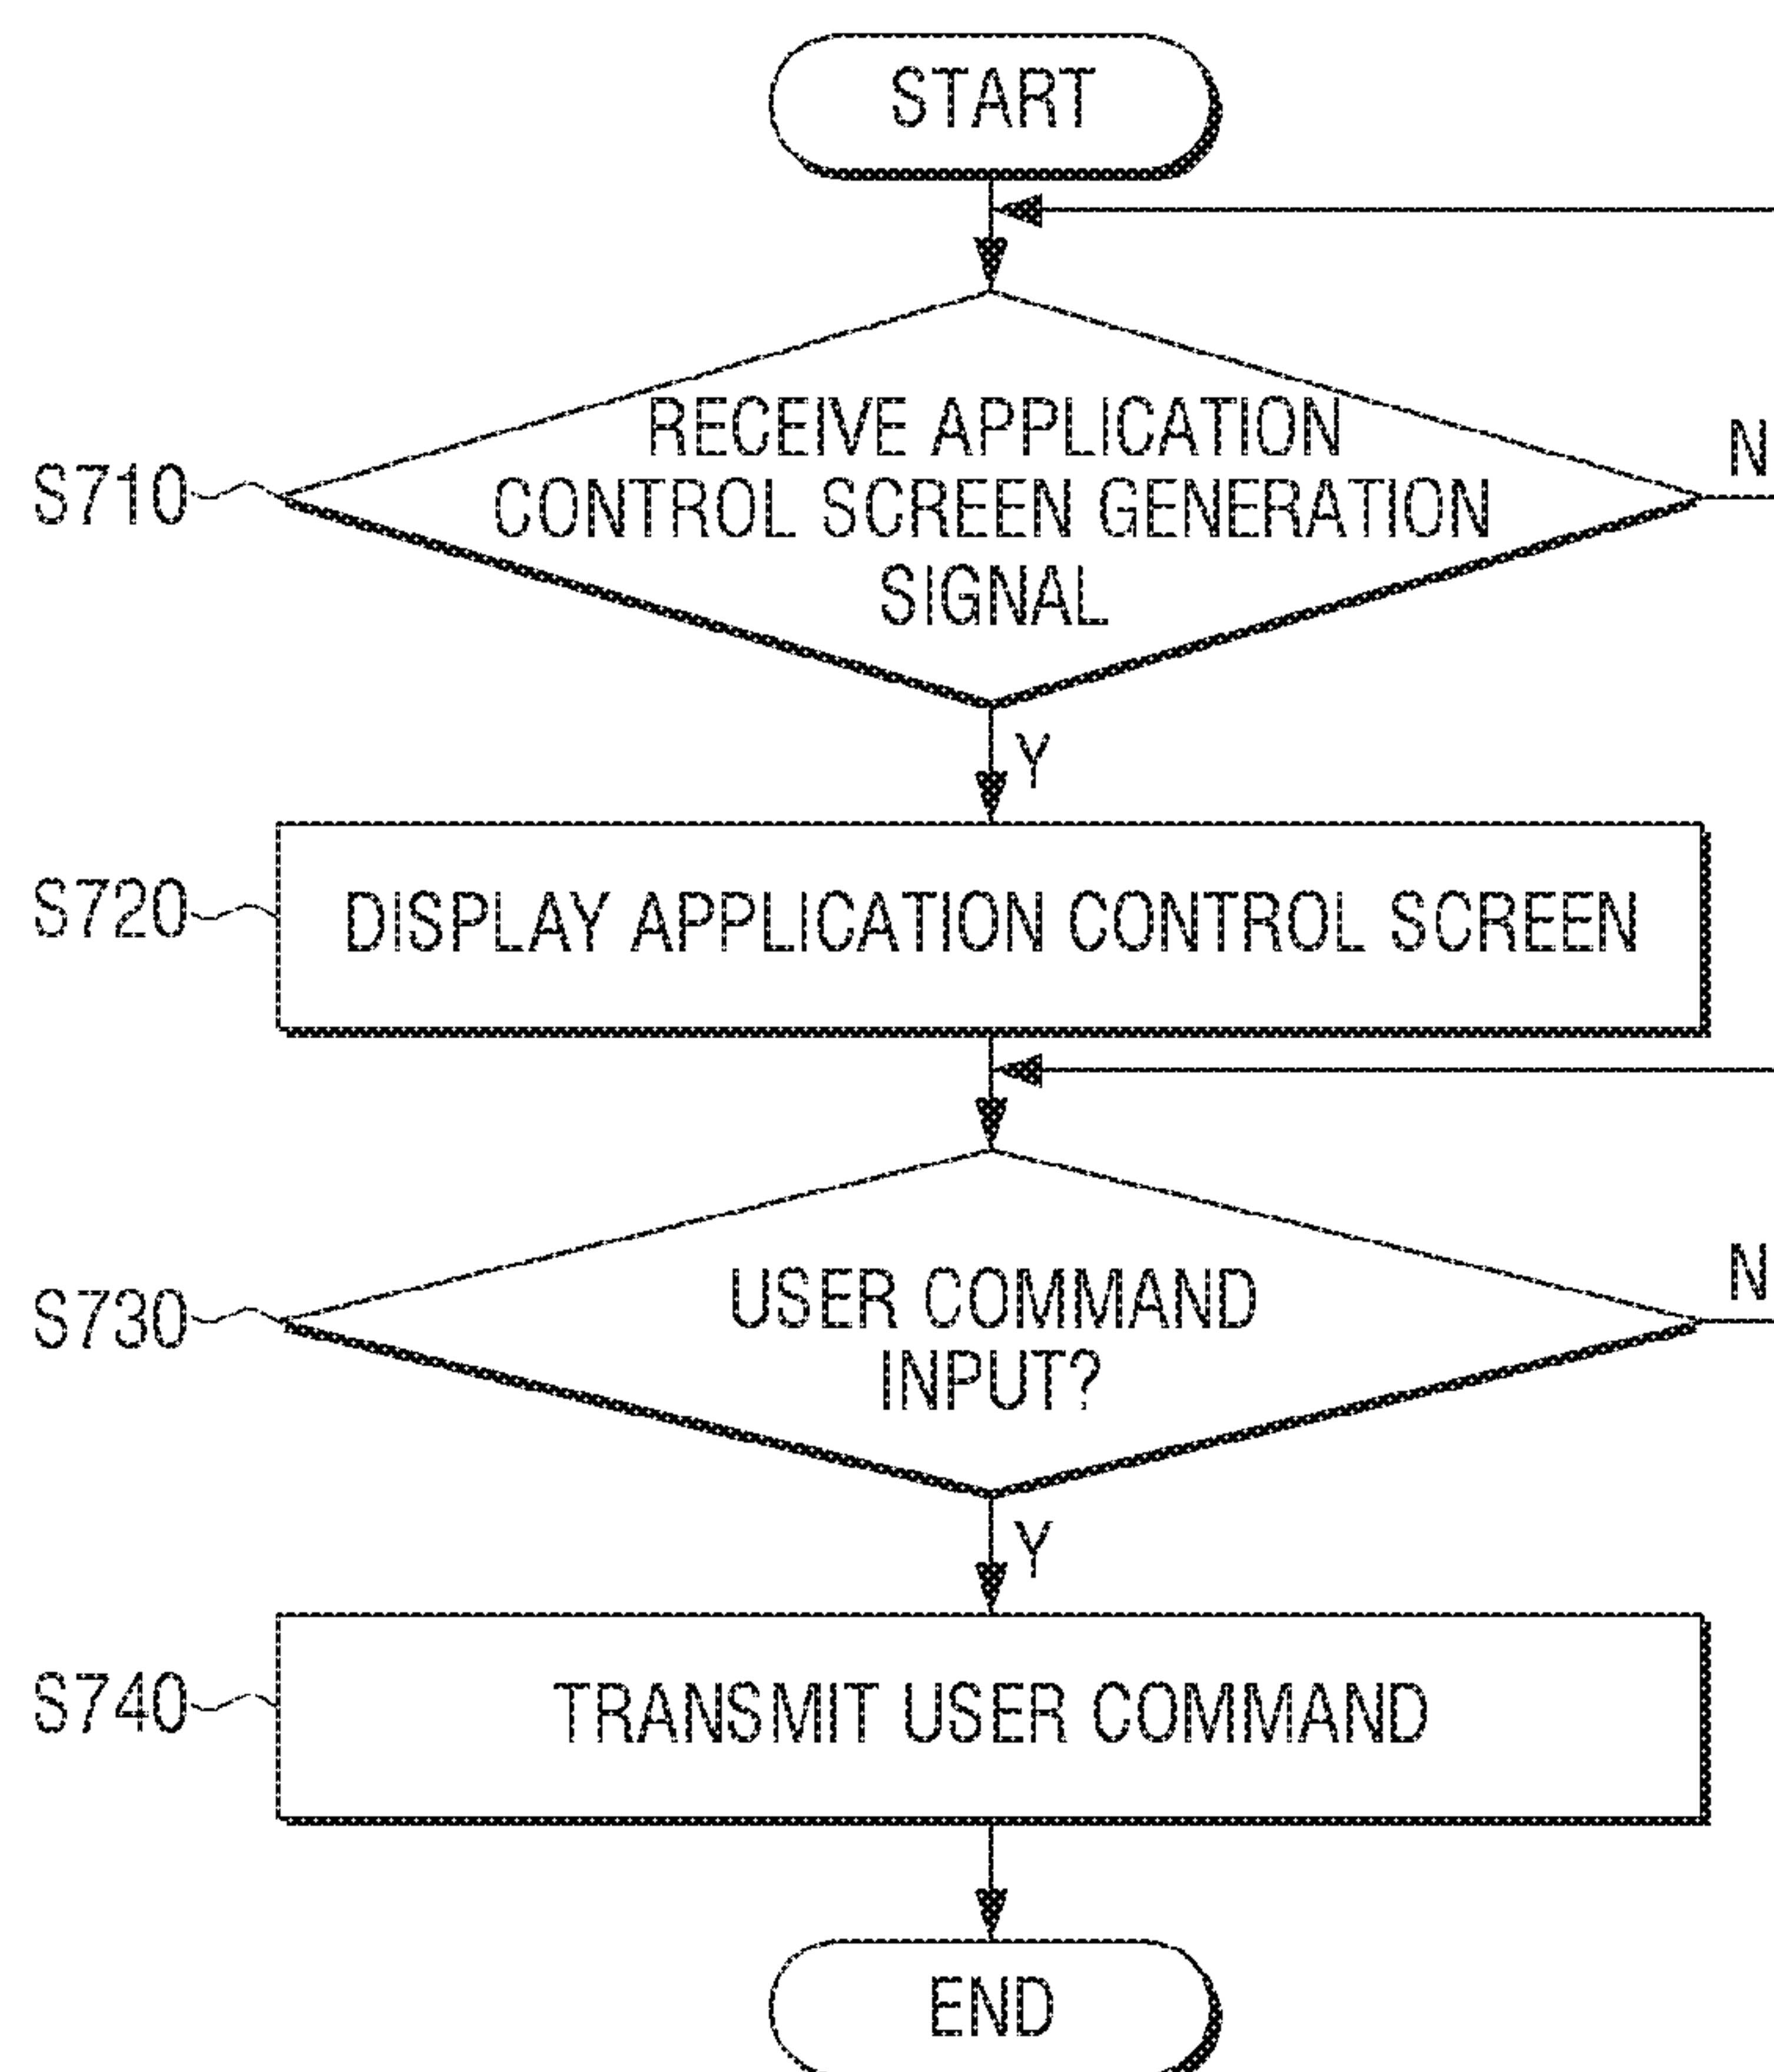 START
RECEIVE APPLICATION
N
S710
CONTROL SCREEN GENERATION
SIGNAL
Y
S720
DISPLAY APPLICATION CONTROL SCREEN
N
S730
USER COMMAND
INPUT?
Y
S740
TRANSMIT USER COMMAND
END